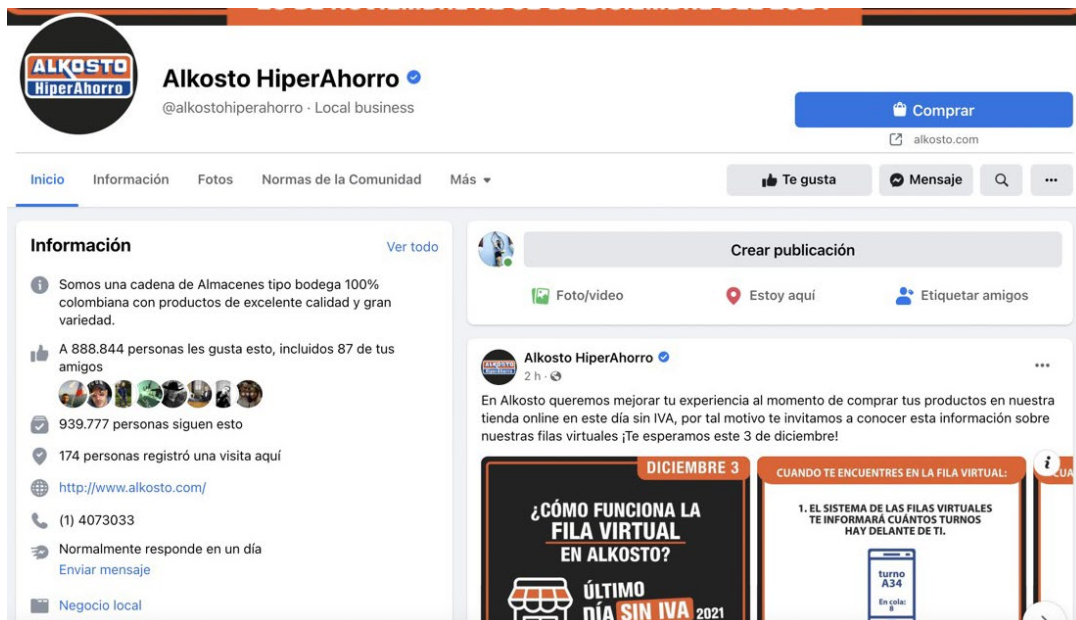 ALKOSTO
HiperAhorro
Alkosto HiperAhorro
@alkostohiperahorro · Local business
Comprar
alkosto.com
Inicio
Información
Fotos
Normas de la Comunidad
Más
Te gusta
Mensaje
Información
Ver todo
Somos una cadena de Almacenes tipo bodega 100%
colombiana con productos de excelente calidad y gran
variedad.
A 888.844 personas les gusta esto, incluidos 87 de tus
amigos
939.777 personas siguen esto
174 personas registró una visita aquí
http://www.alkosto.com/
(1) 4073033
Normalmente responde en un día
Enviar mensaje
Negocio local
Crear publicación
Foto/video
Estoy aquí
Etiquetar amigos
ALKOSTO
HiperAhorro
Alkosto HiperAhorro
2 h ·
En Alkosto queremos mejorar tu experiencia al momento de comprar tus productos en nuestra
tienda online en este día sin IVA, por tal motivo te invitamos a conocer esta información sobre
nuestras filas virtuales ¡Te esperamos este 3 de diciembre!
DICIEMBRE 3
¿CÓMO FUNCIONA LA
FILA VIRTUAL
EN ALKOSTO?
ÚLTIMO
DÍA SIN IVA 2021
CUANDO TE ENCUENTRES EN LA FILA VIRTUAL:
1. EL SISTEMA DE LAS FILAS VIRTUALES
TE INFORMARÁ CUÁNTOS TURNOS
HAY DELANTE DE TI.
turno
A34
En cola:
8
CUA